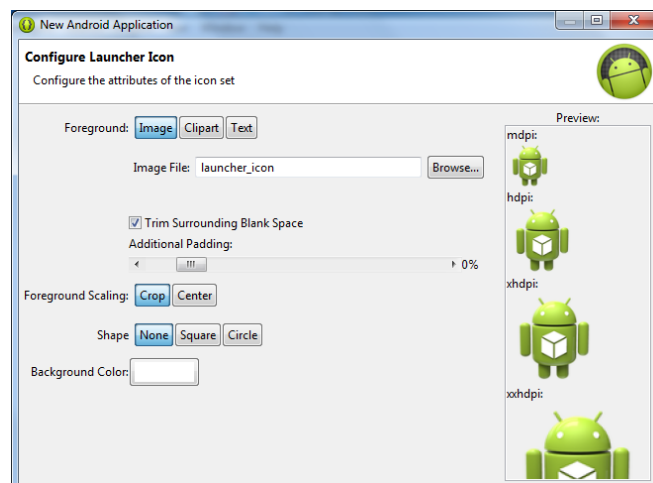 New Android Application
Configure Launcher Icon
Configure the attributes of the icon set
Foreground: Image Clipart Text
Image File: launcher_icon Browse...
Trim Surrounding Blank Space
Additional Padding:
0%
Foreground Scaling: Crop Center
Shape None Square Circle
Background Color:
Preview:
mdpi:
hdpi:
xhdpi:
xxhdpi: